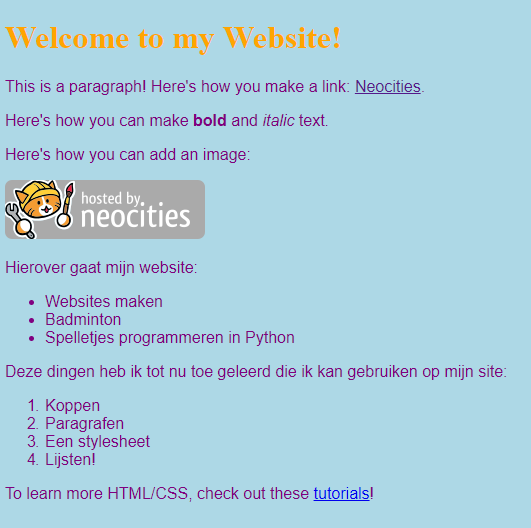 Welcome to my Website!
This is a paragraph! Here's how you make a link: Neocities.
Here's how you can make bold and italic text.
Here's how you can add an image:
hosted by
neocities
Hierover gaat mijn website:
• Websites maken
• Badminton
• Spelletjes programmeren in Python
Deze dingen heb ik tot nu toe geleerd die ik kan gebruiken op mijn site:
1. Koppen
2. Paragrafen
3. Een stylesheet
4. Lijsten!
To learn more HTML/CSS, check out these tutorials!